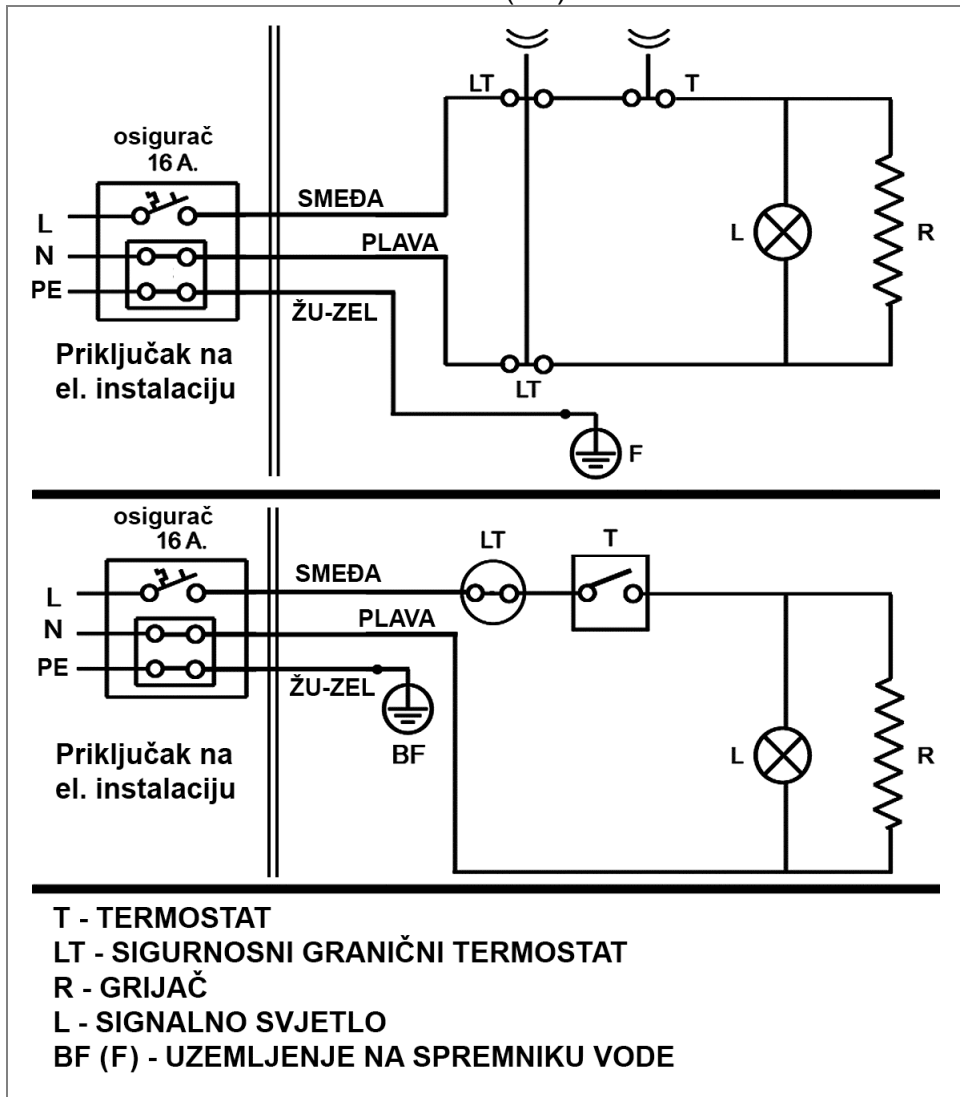 osigurač
16 A.
LT
T
SMEĐA
L
PLAVA
N
L
R
PE
ŽU-ZEL
Priključak na
el. instalaciju
LT
F
osigurač
16 A.
LT
T
SMEĐA
L
PLAVA
N
PE
ŽU-ZEL
BF
L
R
Priključak na
el. instalaciju
T - TERMOSTAT
LT - SIGURNOSNI GRANIČNI TERMOSTAT
R - GRIJAČ
L - SIGNALNO SVJETLO
BF (F) - UZEMLJENJE NA SPREMNIKU VODE